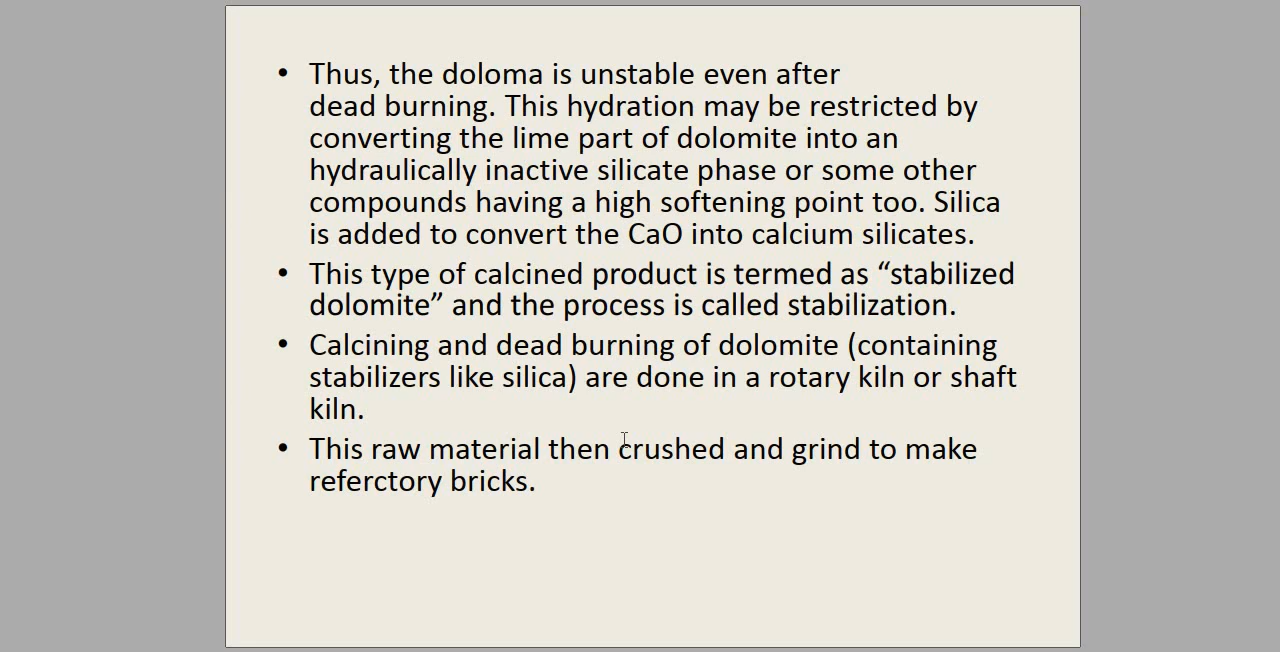 • Thus, the doloma is unstable even after
dead burning. This hydration may be restricted by
converting the lime part of dolomite into an
hydraulically inactive silicate phase or some other
compounds having a high softening point too. Silica
is added to convert the CaO into calcium silicates.
• This type of calcined product is termed as “stabilized
dolomite” and the process is called stabilization.
• Calcining and dead burning of dolomite (containing
stabilizers like silica) are done in a rotary kiln or shaft
kiln.
• This raw material then crushed and grind to make
referctory bricks.